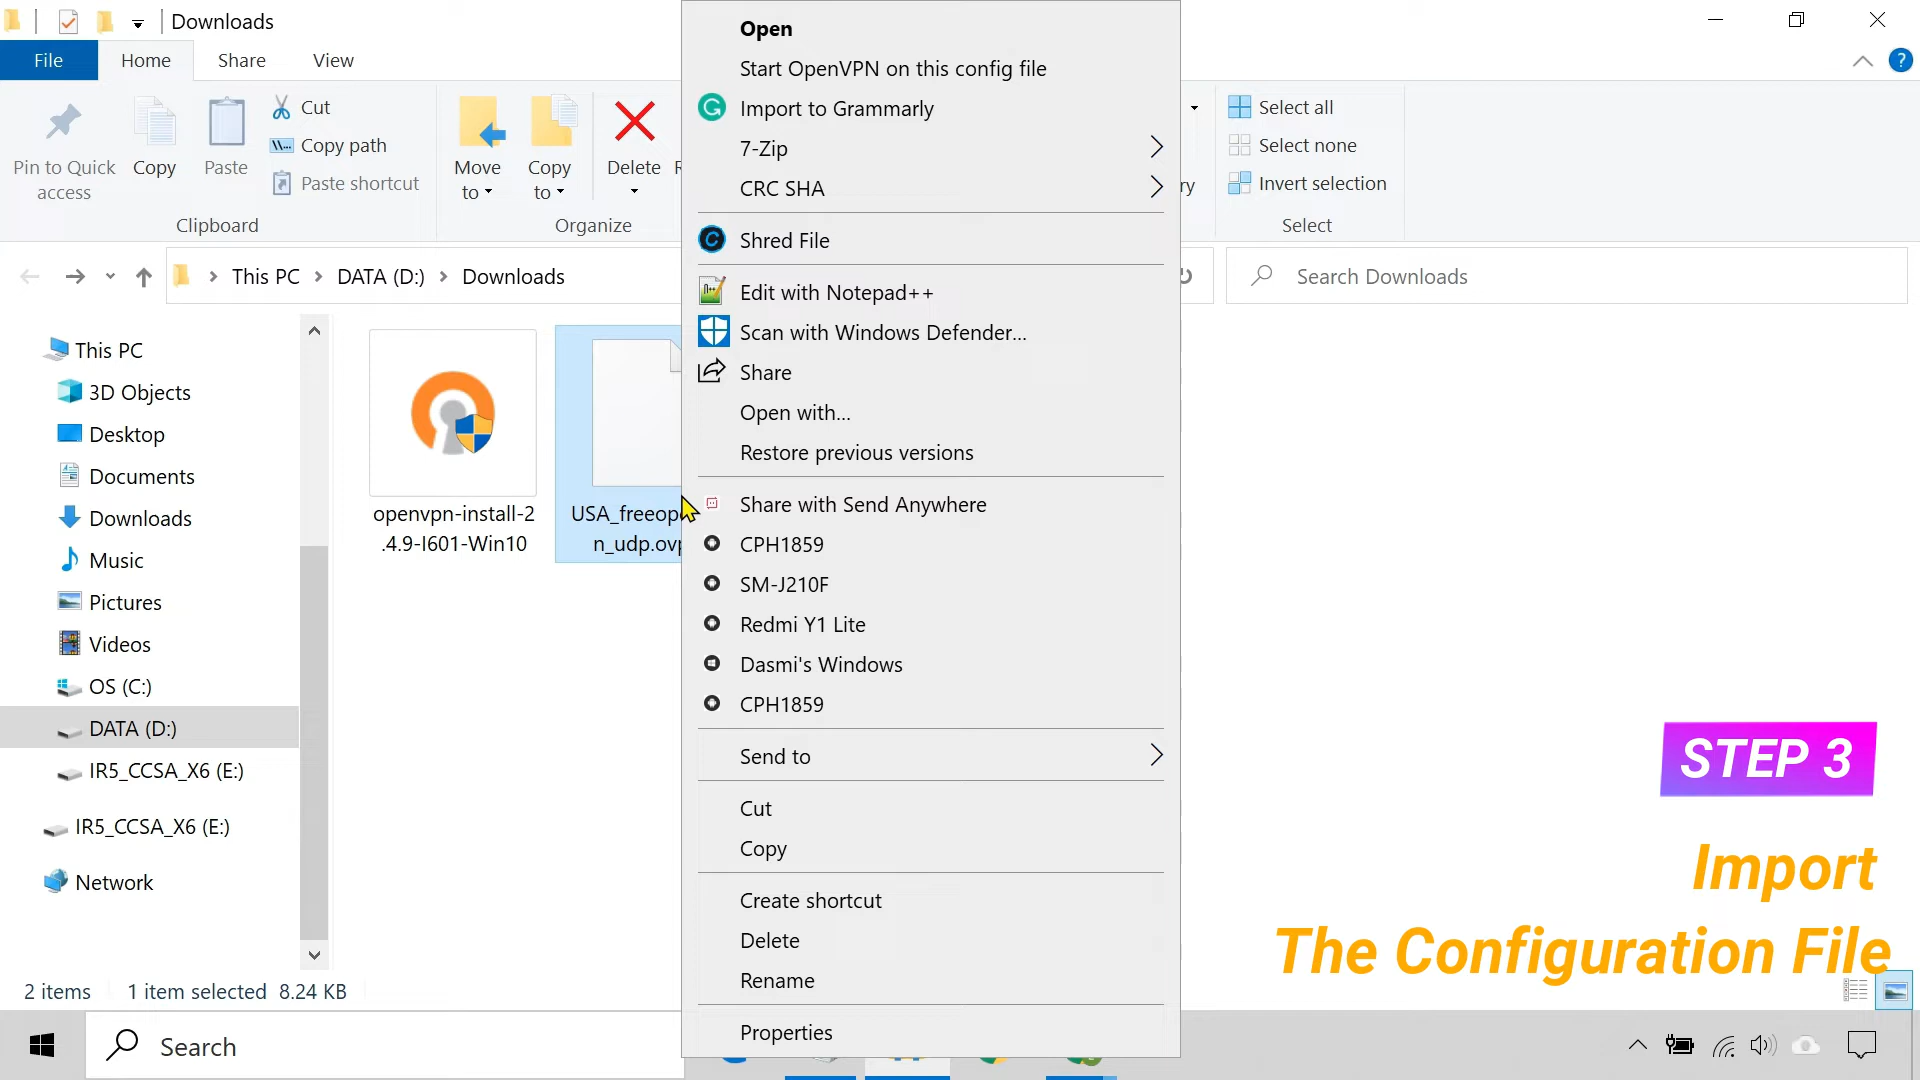 Downloads
File
Home
Share
View
Pin to Quick
access
Copy
Paste
Cut
Copy path
Paste shortcut
Clipboard
Move
to
Copy
to
Delete
Organize
Select all
Select none
Invert selection
Select
This PC
DATA (D:)
Downloads
Search Downloads
This PC
3D Objects
Desktop
Documents
Downloads
Music
Pictures
Videos
OS (C:)
DATA (D:)
IR5_CCSA_X6 (E:)
IR5_CCSA_X6 (E:)
Network
openvpn-install-2
.4.9-I601-Win10
USA_freeop
n_udp.ovp
Open
Start OpenVPN on this config file
Import to Grammarly
7-Zip
CRC SHA
Shred File
Edit with Notepad++
Scan with Windows Defender...
Share
Open with...
Restore previous versions
Share with Send Anywhere
CPH1859
SM-J210F
Redmi Y1 Lite
Dasmi's Windows
CPH1859
Send to
Cut
Copy
Create shortcut
Delete
Rename
Properties
STEP 3
Import
The Configuration File
2 items
1 item selected 8.24 KB
Search